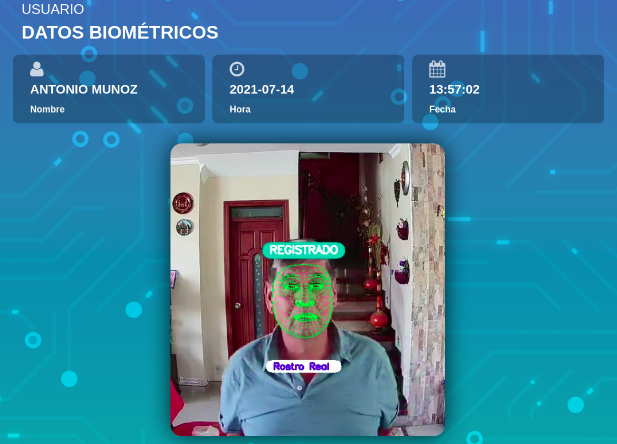 USUARIO
DATOS BIOMÉTRICOS
ANTONIO MUNOZ
Nombre
2021-07-14
Hora
13:57:02
Fecha
REGISTRADO
Rostro Real